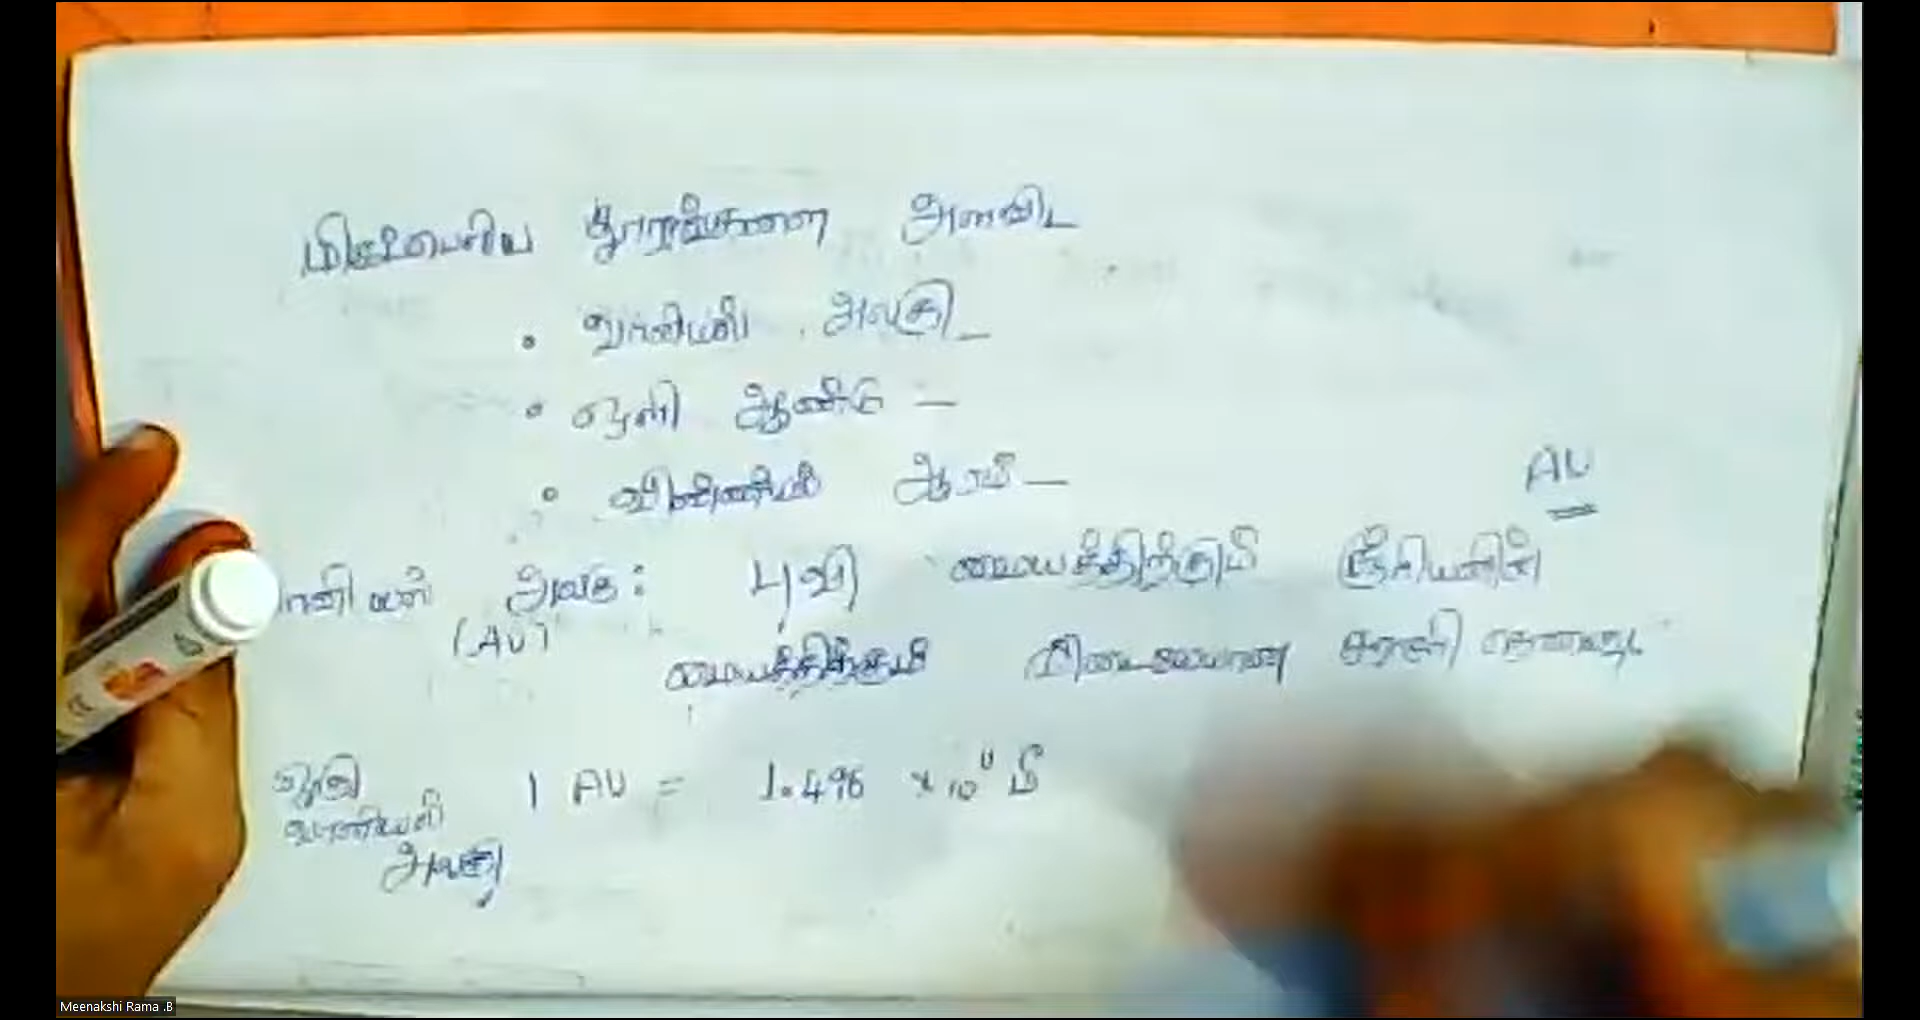 மிகப்பெரிய தூரங்களை அளவிட
• வானியல் அலகு _
• ஒளி ஆண்டு —
• விண்ணியல் ஆரம் —
AU
வானியல் அலகு : புவி மையத்திற்கும் சூரியனின்
(AU)
மையத்திற்கும் இடையேயான சராசரி தொலைவு
ஒரு 1 AU = 1.496 × 10¹¹ மீ
வானியல்
அலகு
Meenakshi Rama .B